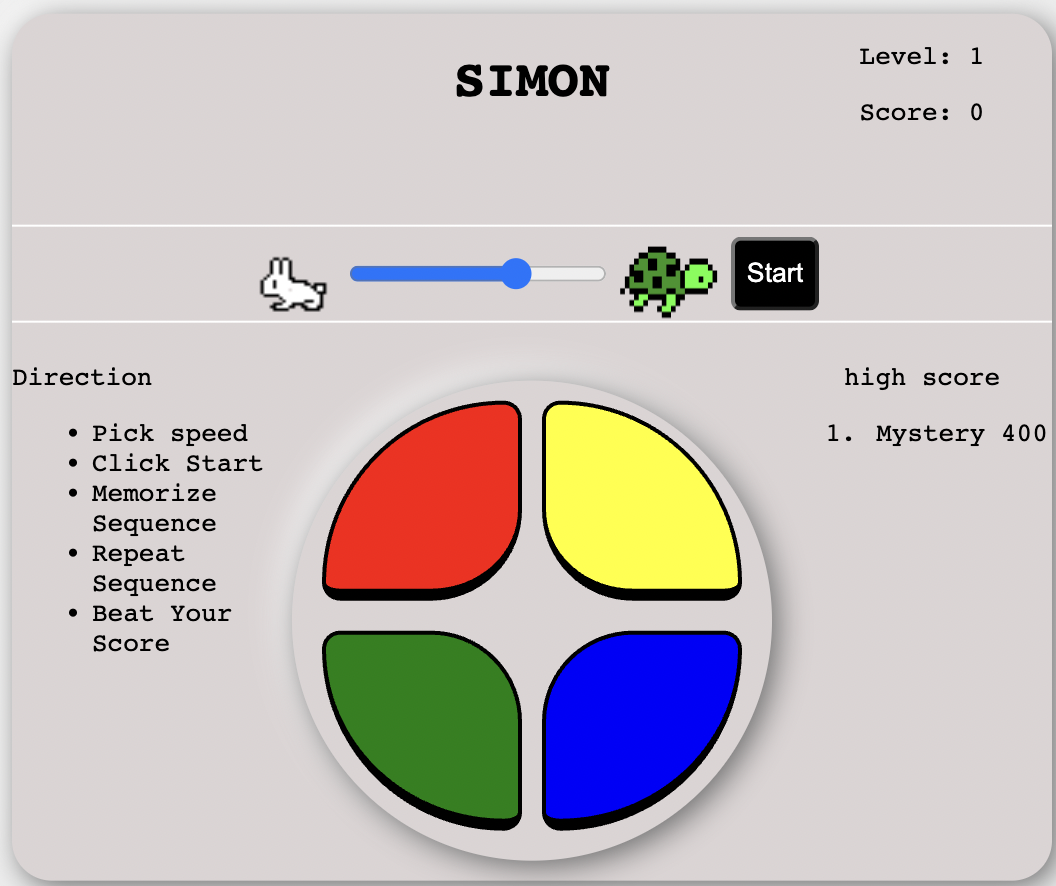 SIMON
Level: 1
Score: 0
Start
Direction
• Pick speed
• Click Start
• Memorize
Sequence
• Repeat
Sequence
• Beat Your
Score
high score
1. Mystery 400